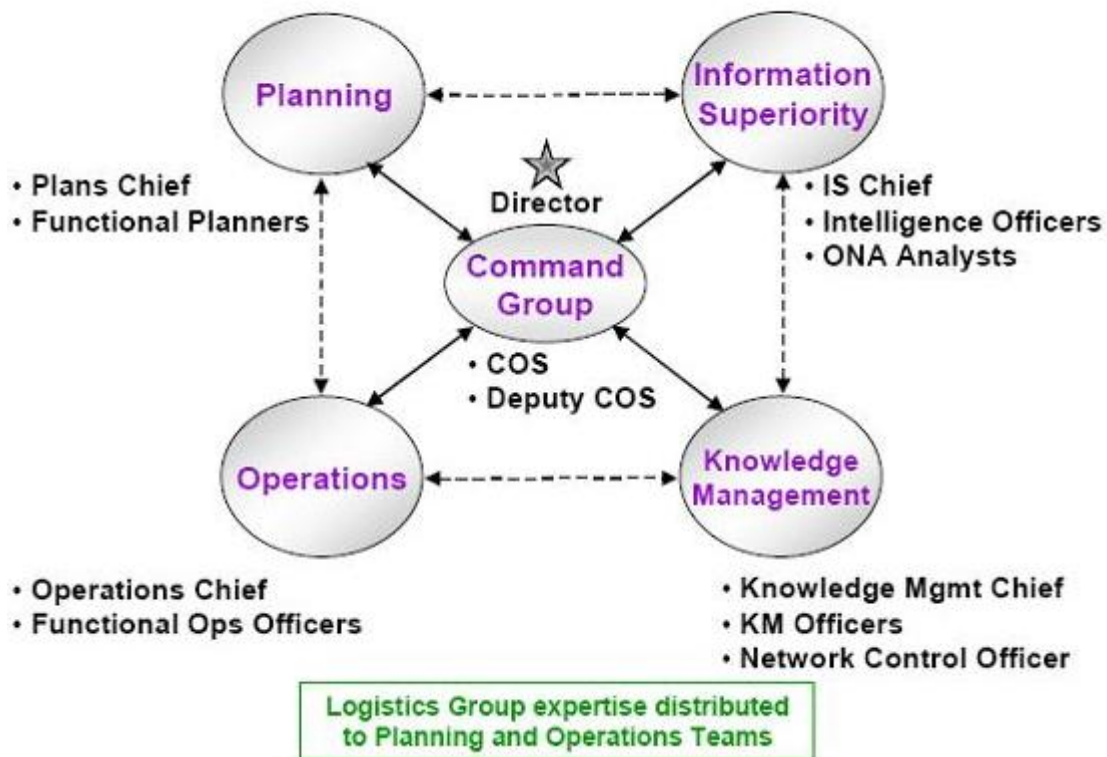 Planning
Information
Superiority
• Plans Chief
• Functional Planners
Director
• IS Chief
• Intelligence Officers
• ONA Analysts
Command
Group
• COS
• Deputy COS
Operations
Knowledge
Management
• Operations Chief
• Functional Ops Officers
• Knowledge Mgmt Chief
• KM Officers
• Network Control Officer
Logistics Group expertise distributed
to Planning and Operations Teams